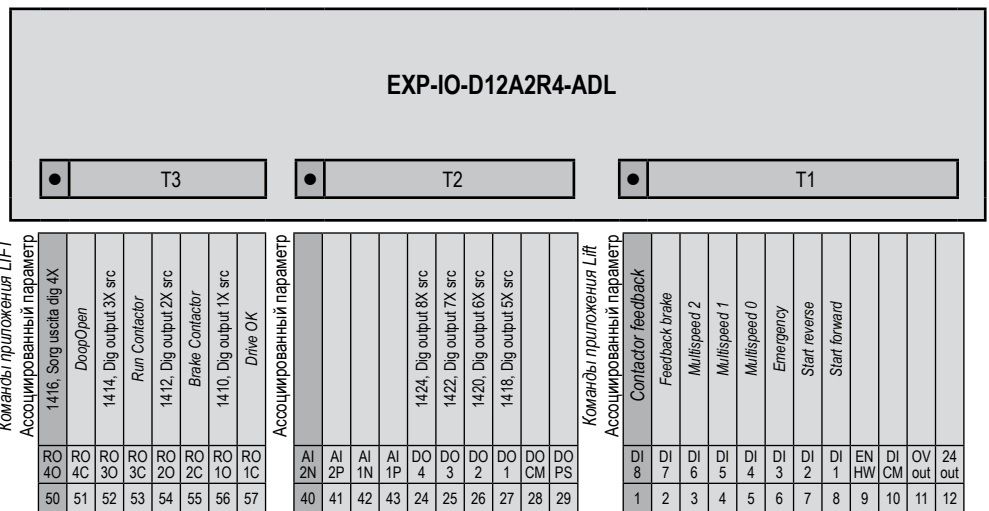 EXP-IO-D12A2R4-ADL
T3
T2
T1
Команды приложения LIFT
Ассоциированный параметр
1416, Sorg uscita dig 4X
DoopOpen
1414, Dig output 3X src
Run Contactor
1412, Dig output 2X src
Brake Contactor
1410, Dig output 1X src
Drive OK
RO 4O RO 4C RO 3O RO 3C RO 2O RO 2C RO 1O RO 1C
50 51 52 53 54 55 56 57
Ассоциированный параметр
1424, Dig output 8X src
1422, Dig output 7X src
1420, Dig output 6X src
1418, Dig output 5X src
AI 2N AI 2P AI 1N AI 1P DO 4 DO 3 DO 2 DO 1 DO CM DO PS
40 41 42 43 24 25 26 27 28 29
Команды приложения Lift
Ассоциированный параметр
Contactor feedback
Feedback brake
Multispeed 2
Multispeed 1
Multispeed 0
Emergency
Start reverse
Start forward
DI 8 DI 7 DI 6 DI 5 DI 4 DI 3 DI 2 DI 1 EN HW DI CM OV out 24 out
1 2 3 4 5 6 7 8 9 10 11 12